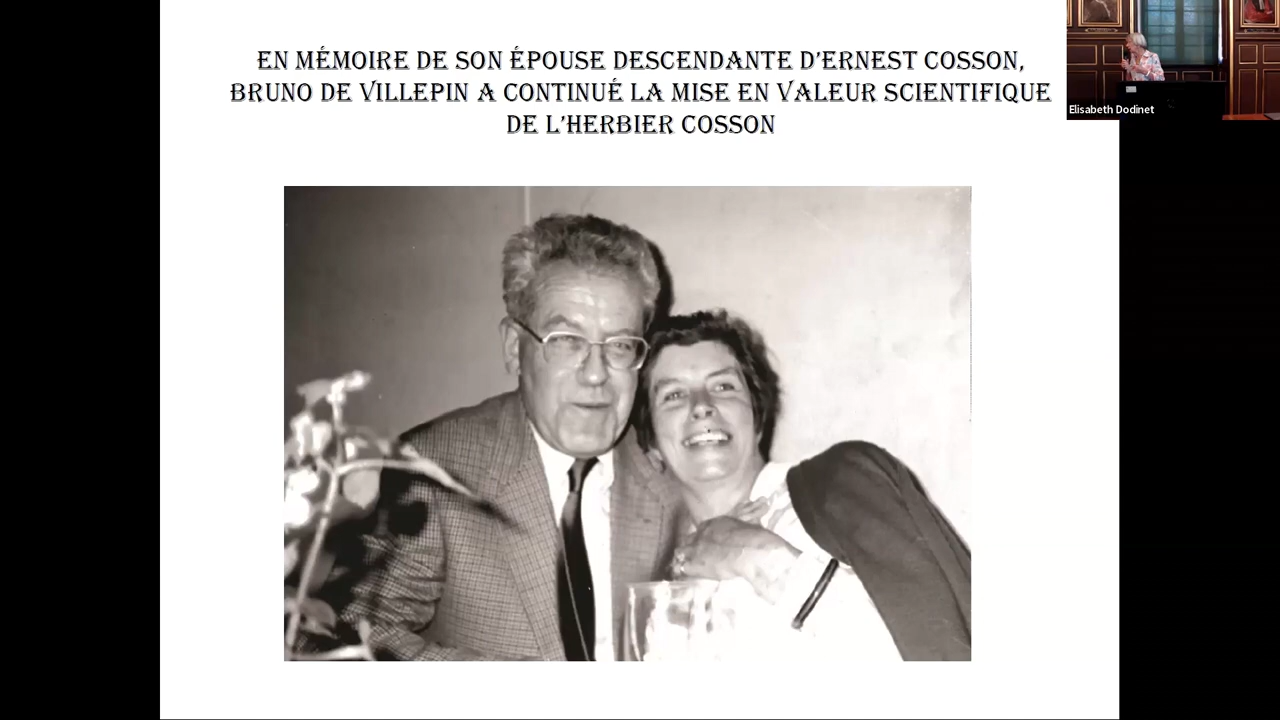 EN MÉMOIRE DE SON ÉPOUSE DESCENDANTE D'ERNEST COSSON,
BRUNO DE VILLEPIN A CONTINUÉ LA MISE EN VALEUR SCIENTIFIQUE
DE L'HERBIER COSSON
Elisabeth Dodinet